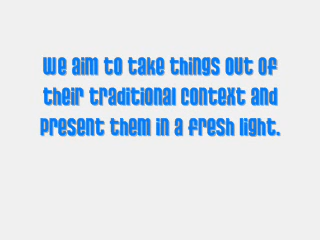 We aim to take things out of
their traditional context and
present them in a fresh light.